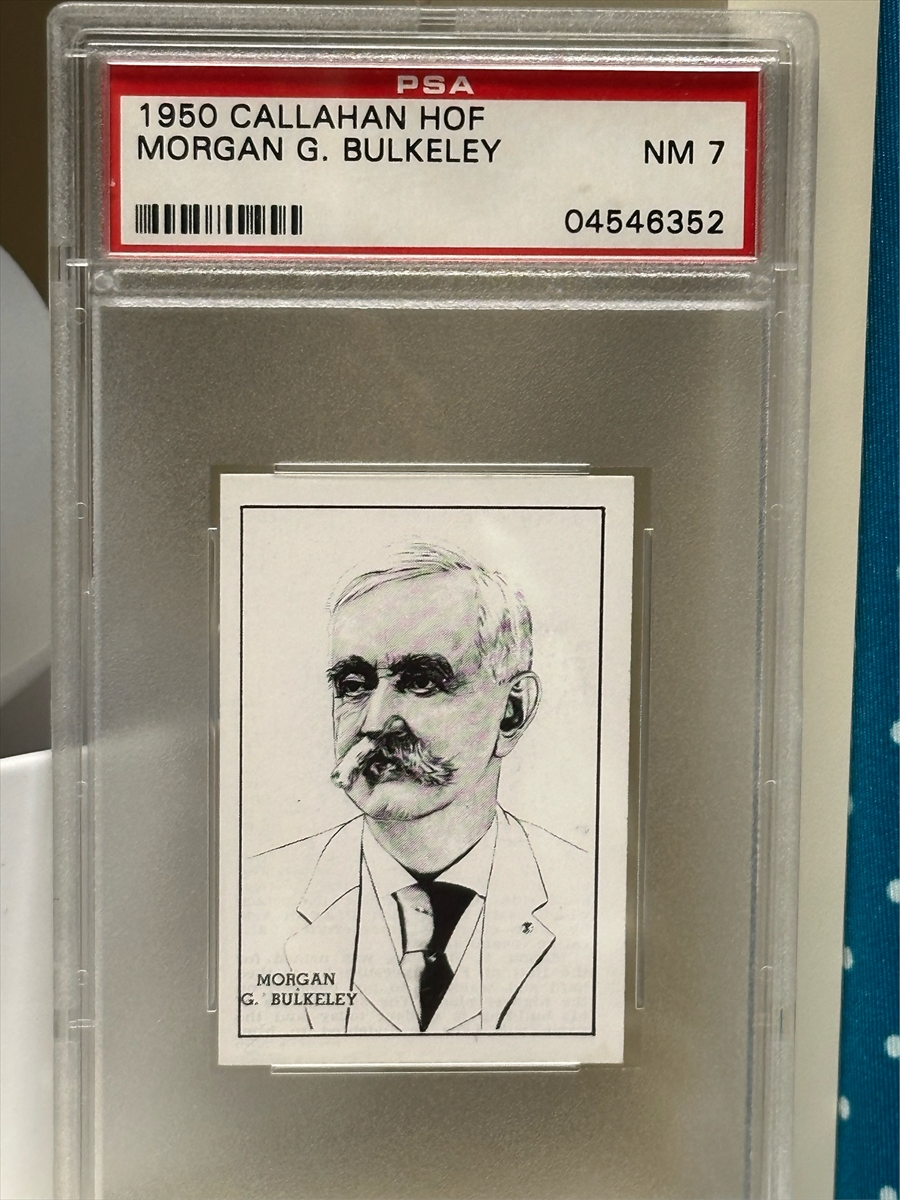 PSA
1950 CALLAHAN HOF
MORGAN G. BULKELEY
NM 7
04546352
MORGAN
G. BULKELEY